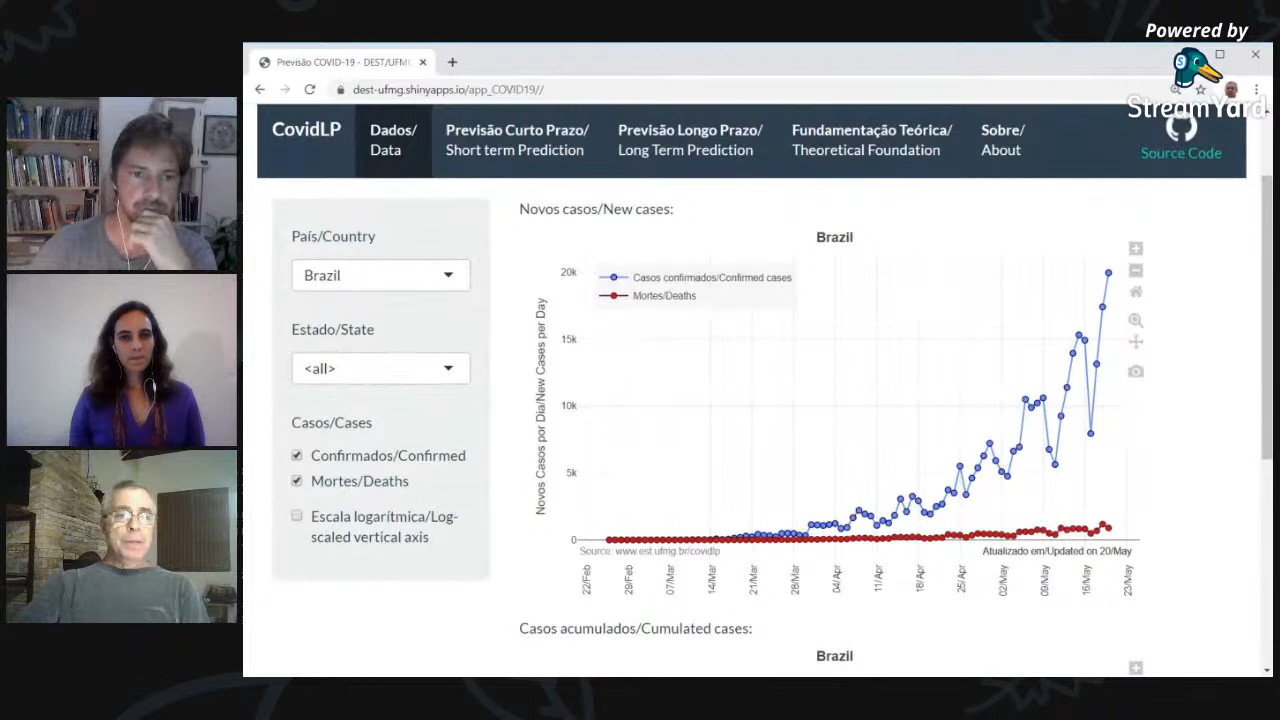 Powered by
StreamYard
Previsão COVID-19 - DEST/UFMG
dest-ufmg.shinyapps.io/app_COVID19//
CovidLP
Dados/
Data
Previsão Curto Prazo/
Short term Prediction
Previsão Longo Prazo/
Long Term Prediction
Fundamentação Teórica/
Theoretical Foundation
Sobre/
About
Source Code
País/Country
Brazil
Estado/State
<all>
Casos/Cases
Confirmados/Confirmed
Mortes/Deaths
Escala logarítmica/Log-
scaled vertical axis
Novos casos/New cases:
Brazil
Casos confirmados/Confirmed cases
Mortes/Deaths
Novos Casos por Dia/New Cases per Day
20k
15k
10k
5k
0
Source: www.est.ufmg.br/covidlp
Atualizado em/Updated on 20/May
22/Feb
29/Feb
07/Mar
14/Mar
21/Mar
28/Mar
04/Apr
11/Apr
18/Apr
25/Apr
02/May
09/May
16/May
23/May
Casos acumulados/Cumulated cases:
Brazil